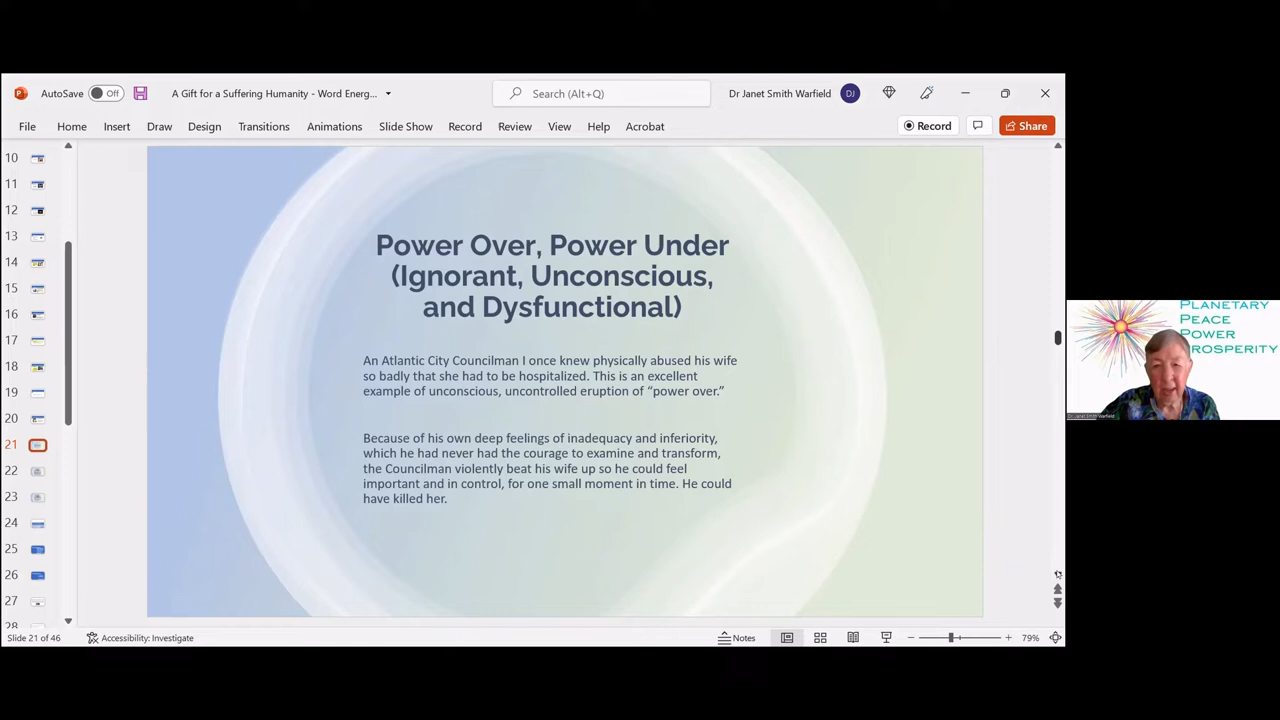 AutoSave Off A Gift for a Suffering Humanity - Word Energ... Search (Alt+Q) Dr Janet Smith Warfield DJ
File Home Insert Draw Design Transitions Animations Slide Show Record Review View Help Acrobat Record Share
10
11
12
13
14
15
16
17
18
19
20
21
22
23
24
25
26
27
28
Power Over, Power Under
(Ignorant, Unconscious,
and Dysfunctional)
An Atlantic City Councilman I once knew physically abused his wife
so badly that she had to be hospitalized. This is an excellent
example of unconscious, uncontrolled eruption of “power over.”
Because of his own deep feelings of inadequacy and inferiority,
which he had never had the courage to examine and transform,
the Councilman violently beat his wife up so he could feel
important and in control, for one small moment in time. He could
have killed her.
PLANETARY
PEACE
POWER
PROSPERITY
Dr. Janet Smith Warfield
Slide 21 of 46 Accessibility: Investigate Notes 79%